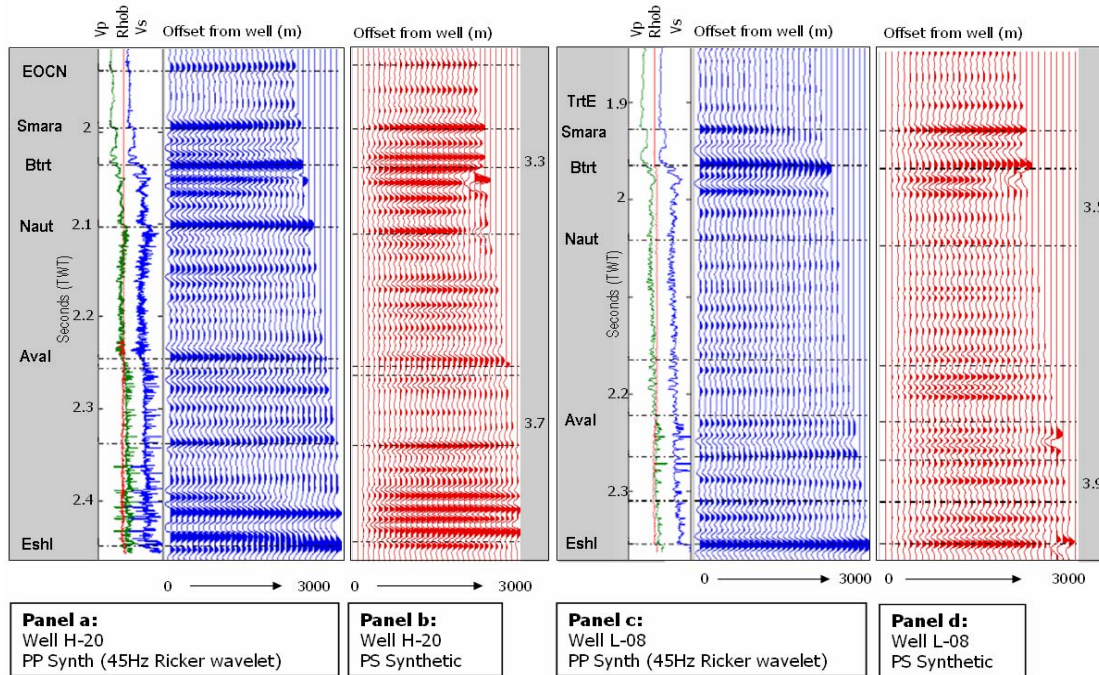 Vp Rhob Vs Offset from well (m) Offset from well (m) Vp Rhob Vs Offset from well (m) Offset from well (m)
EOCN
Smara
Btrt
Naut
Aval
Eshl
2
2.1
2.2
2.3
2.4
Seconds (TWT)
3.3
3.7
TrtE
Smara
Btrt
Naut
Aval
Eshl
1.9
2
2.2
2.3
Seconds (TWT)
3.5
3.9
0 3000 0 3000 0 3000 0 3000
Panel a:
Well H-20
PP Synth (45Hz Ricker wavelet)
Panel b:
Well H-20
PS Synthetic
Panel c:
Well L-08
PP Synth (45Hz Ricker wavelet)
Panel d:
Well L-08
PS Synthetic